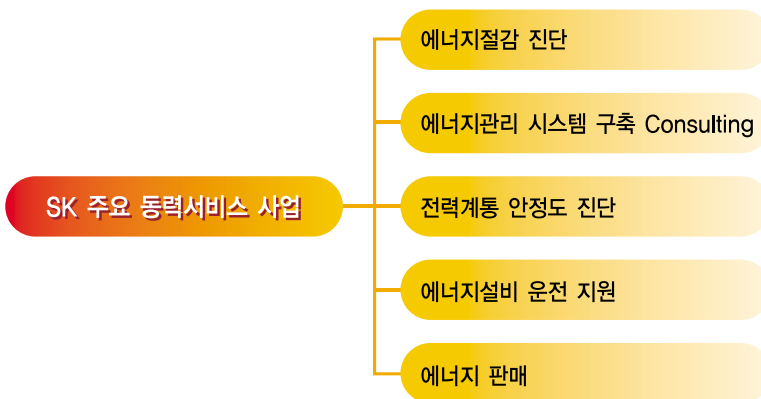 에너지절감 진단
에너지관리 시스템 구축 Consulting
SK 주요 동력서비스 사업
전력계통 안정도 진단
에너지설비 운전 지원
에너지 판매